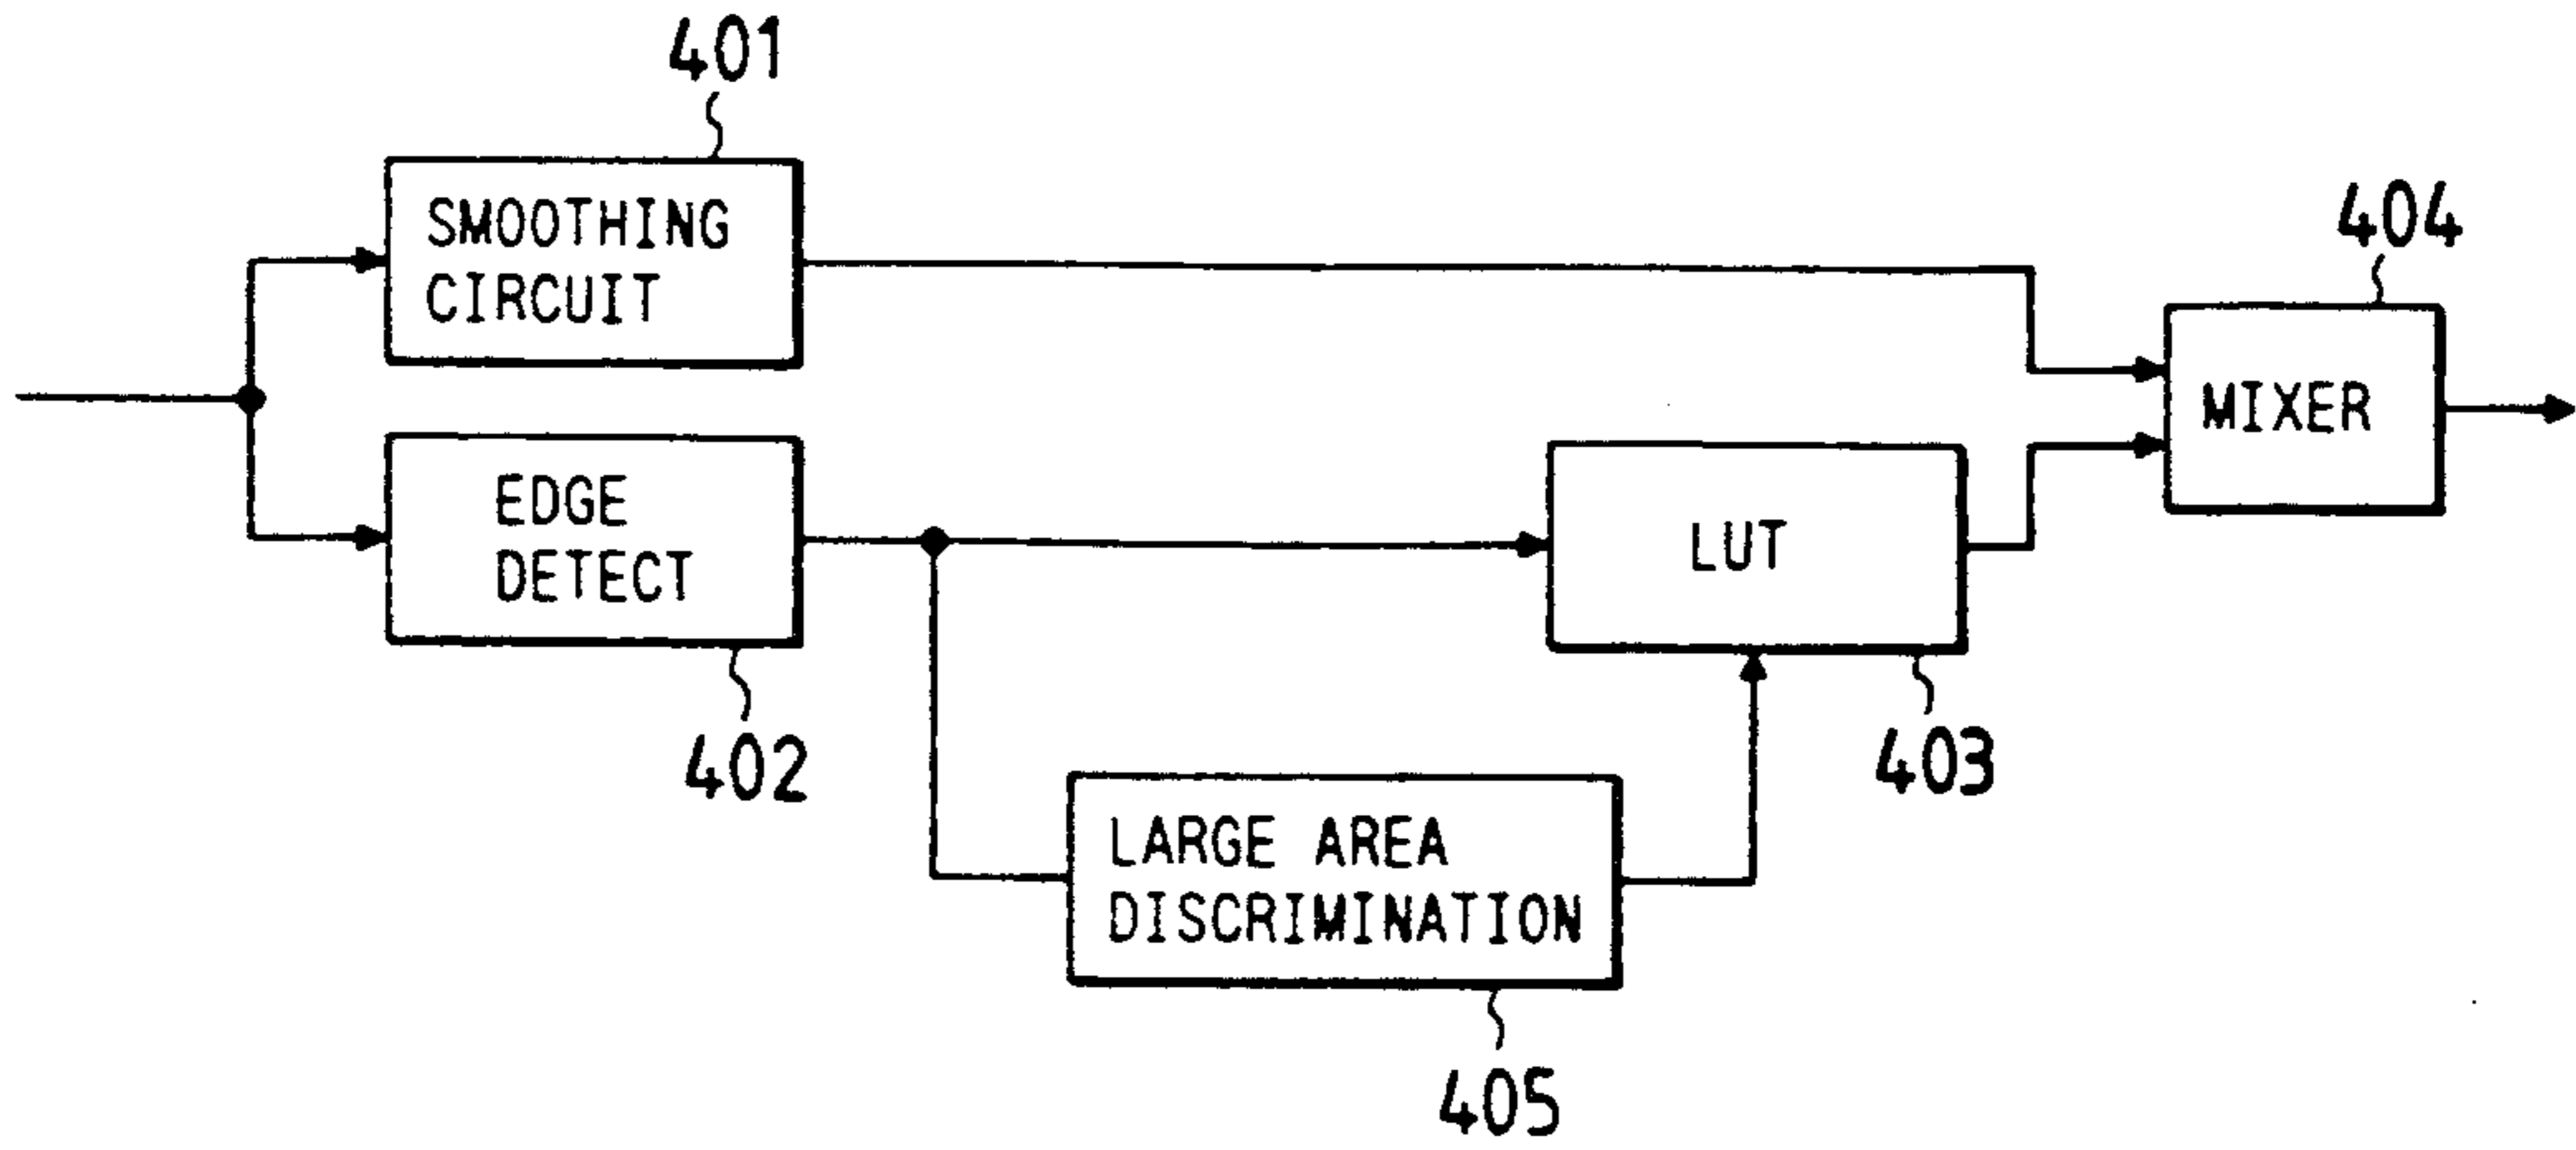 401
SMOOTHING
CIRCUIT
404
MIXER
EDGE
DETECT
LUT
402
403
LARGE AREA
DISCRIMINATION
405